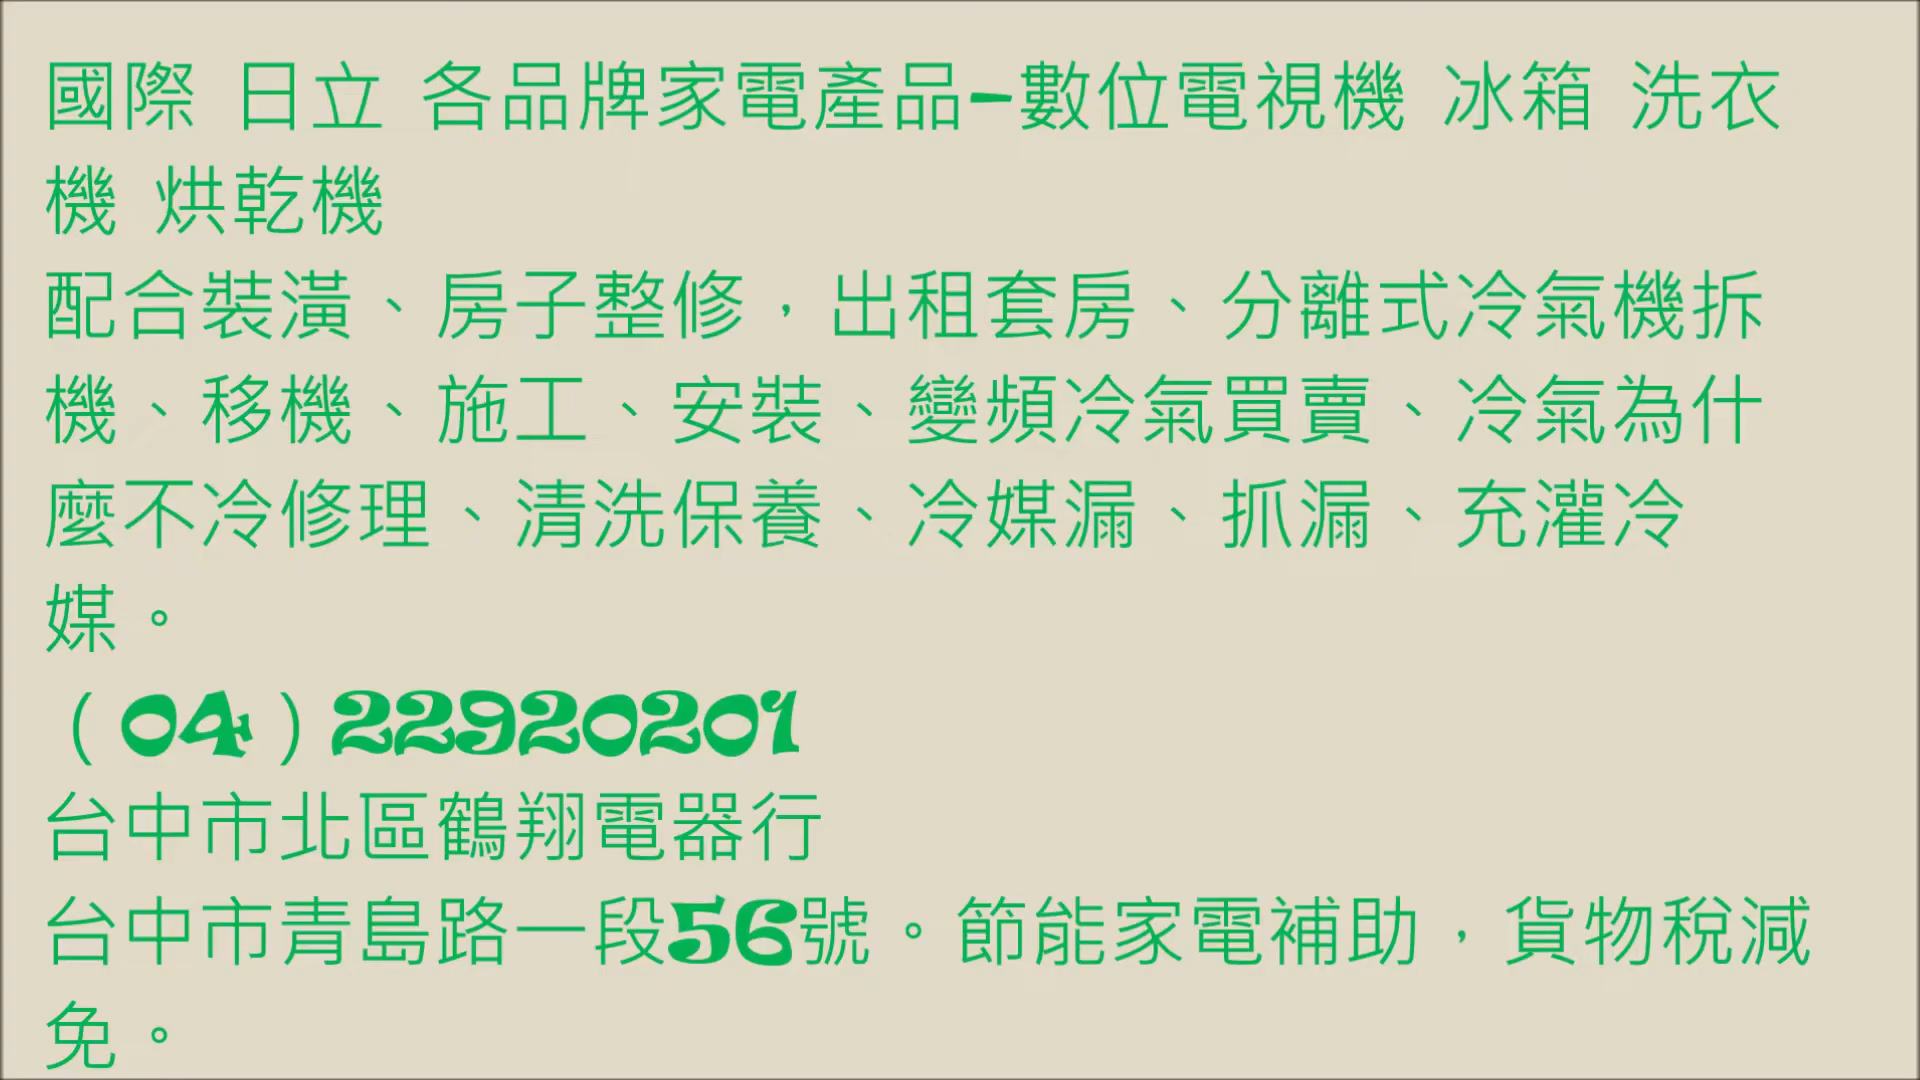 國際 日立 各品牌家電產品-數位電視機 冰箱 洗衣
機 烘乾機
配合裝潢、房子整修，出租套房、分離式冷氣機拆
機、移機、施工、安裝、變頻冷氣買賣、冷氣為什
麼不冷修理、清洗保養、冷媒漏、抓漏、充灌冷
媒。
（04）22920201
台中市北區鶴翔電器行
台中市青島路一段56號。節能家電補助，貨物稅減
免。